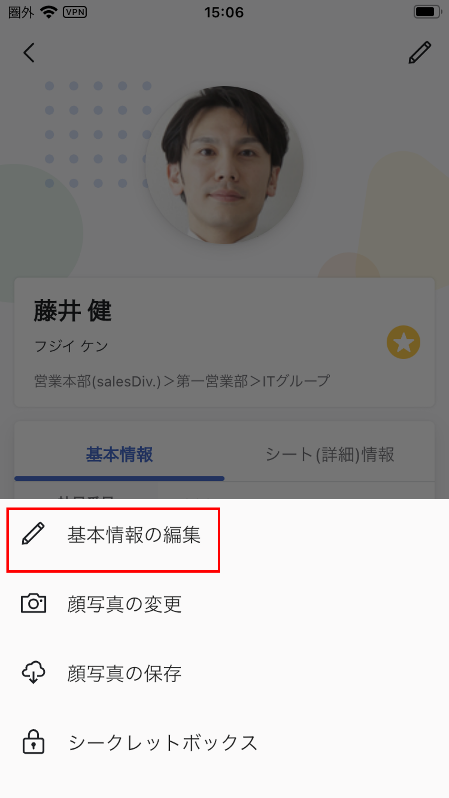 圏外 VPN 15:06
藤井 健
フジイ ケン
営業本部(salesDiv.)＞第一営業部＞ITグループ
基本情報 シート(詳細)情報
基本情報の編集
顔写真の変更
顔写真の保存
シークレットボックス